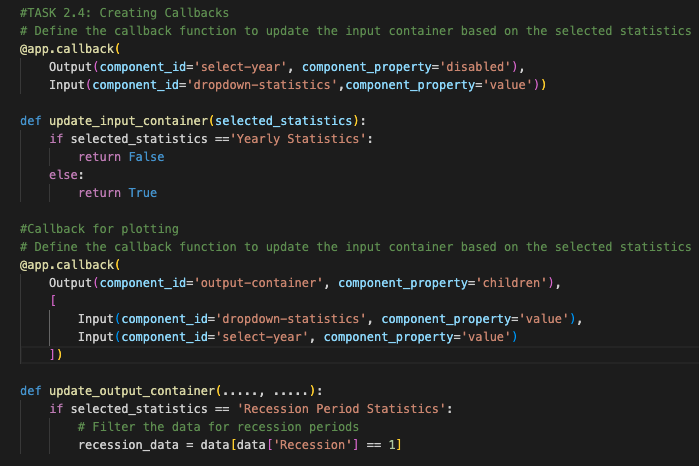 #TASK 2.4: Creating Callbacks
# Define the callback function to update the input container based on the selected statistics
@app.callback(
    Output(component_id='select-year', component_property='disabled'),
    Input(component_id='dropdown-statistics',component_property='value'))

def update_input_container(selected_statistics):
    if selected_statistics =='Yearly Statistics':
        return False
    else:
        return True

#Callback for plotting
# Define the callback function to update the input container based on the selected statistics
@app.callback(
    Output(component_id='output-container', component_property='children'),
    [
        Input(component_id='dropdown-statistics', component_property='value'),
        Input(component_id='select-year', component_property='value')
    ])

def update_output_container(....., .....):
    if selected_statistics == 'Recession Period Statistics':
        # Filter the data for recession periods
        recession_data = data[data['Recession'] == 1]